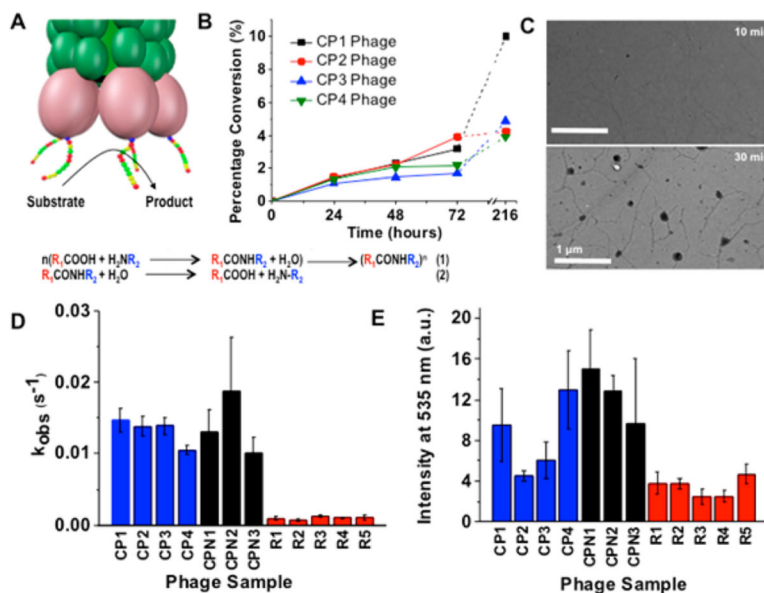 A
Substrate
Product
B
Percentage Conversion (%)
10
8
6
4
2
0
CP1 Phage
CP2 Phage
CP3 Phage
CP4 Phage
0 24 48 72 216
Time (hours)
C
10 mi
30 mi
1 µm
n(R₁COOH + H₂NR₂ R₁CONHR₂ + H₂O) (R₁CONHR₂)ⁿ (1)
R₁CONHR₂ + H₂O R₁COOH + H₂N-R₂ (2)
D
kobs (s⁻¹)
0.03
0.02
0.01
0.00
CP1 CP2 CP3 CP4 CPN1 CPN2 CPN3 R1 R2 R3 R4 R5
Phage Sample
E
Intensity at 535 nm (a.u.)
20
16
12
8
4
0
CP1 CP2 CP3 CP4 CPN1 CPN2 CPN3 R1 R2 R3 R4 R5
Phage Sample